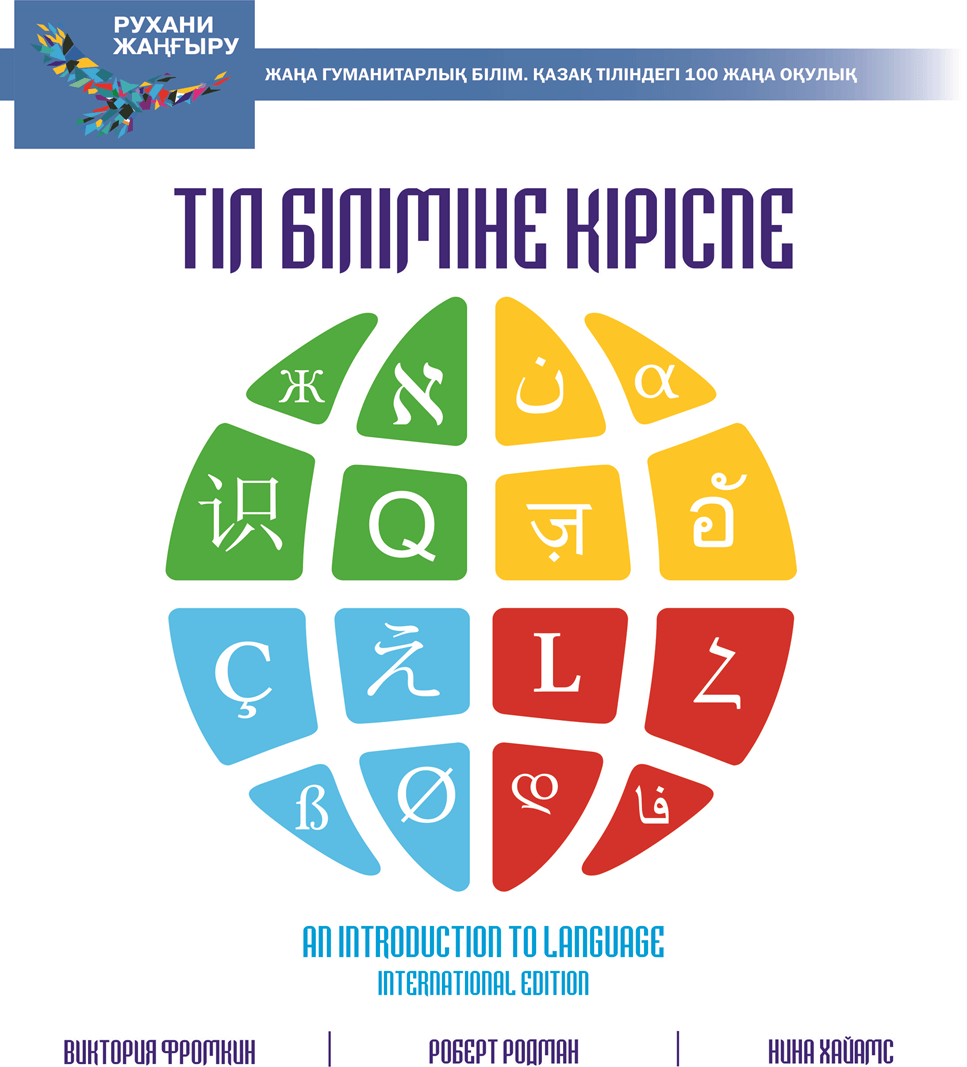 РУХАНИ
ЖАҢҒЫРУ
ЖАҢА ГУМАНИТАРЛЫҚ БІЛІМ. ҚАЗАҚ ТІЛІНДЕГІ 100 ЖАҢА ОҚУЛЫҚ
ТІЛ БІЛІМІНЕ КІРІСПЕ
ж א ن α
识 Q ज़ อั
Ç え L Հ
ß Ø დ فا
AN INTRODUCTION TO LANGUAGE
INTERNATIONAL EDITION
ВИКТОРИЯ ФРОМКИН | РОБЕРТ РОДМАН | НИНА ХАЙАМС